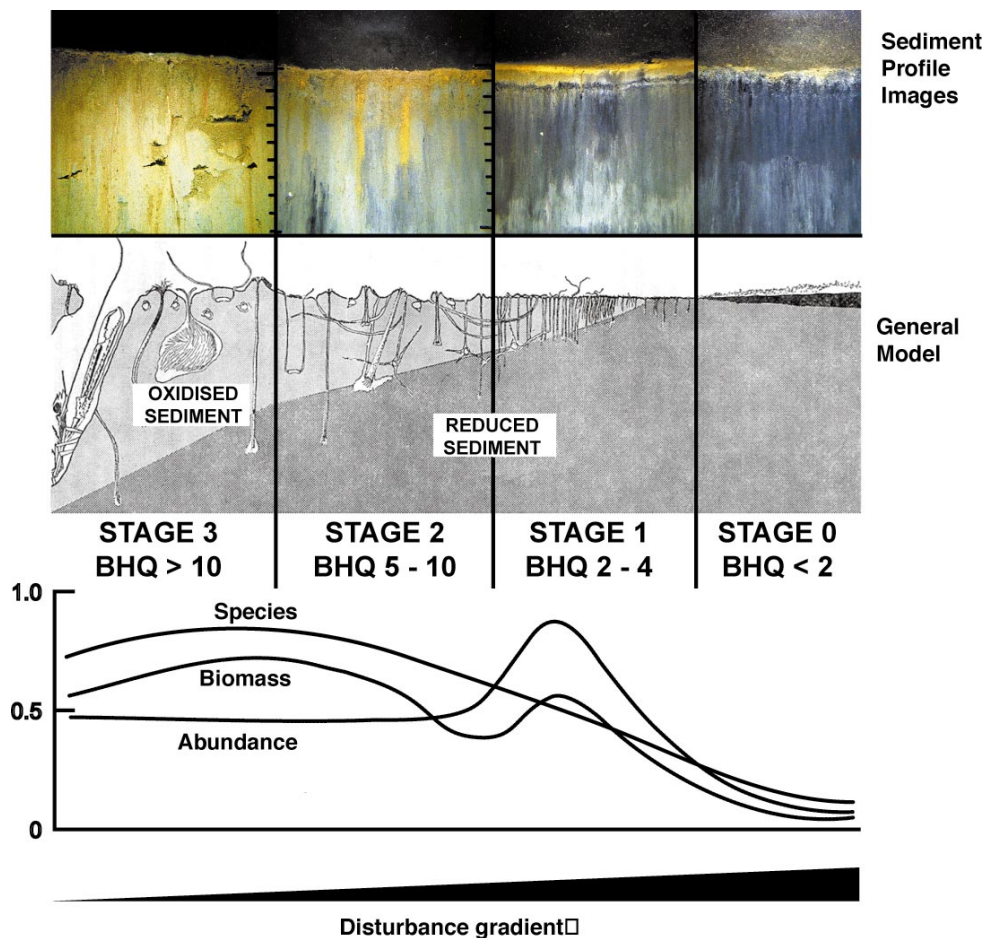 Sediment
Profile
Images
General
Model
OXIDISED
SEDIMENT
REDUCED
SEDIMENT
STAGE 3
BHQ > 10
STAGE 2
BHQ 5 - 10
STAGE 1
BHQ 2 - 4
STAGE 0
BHQ < 2
1.0
Species
Biomass
0.5
Abundance
0
Disturbance gradient□